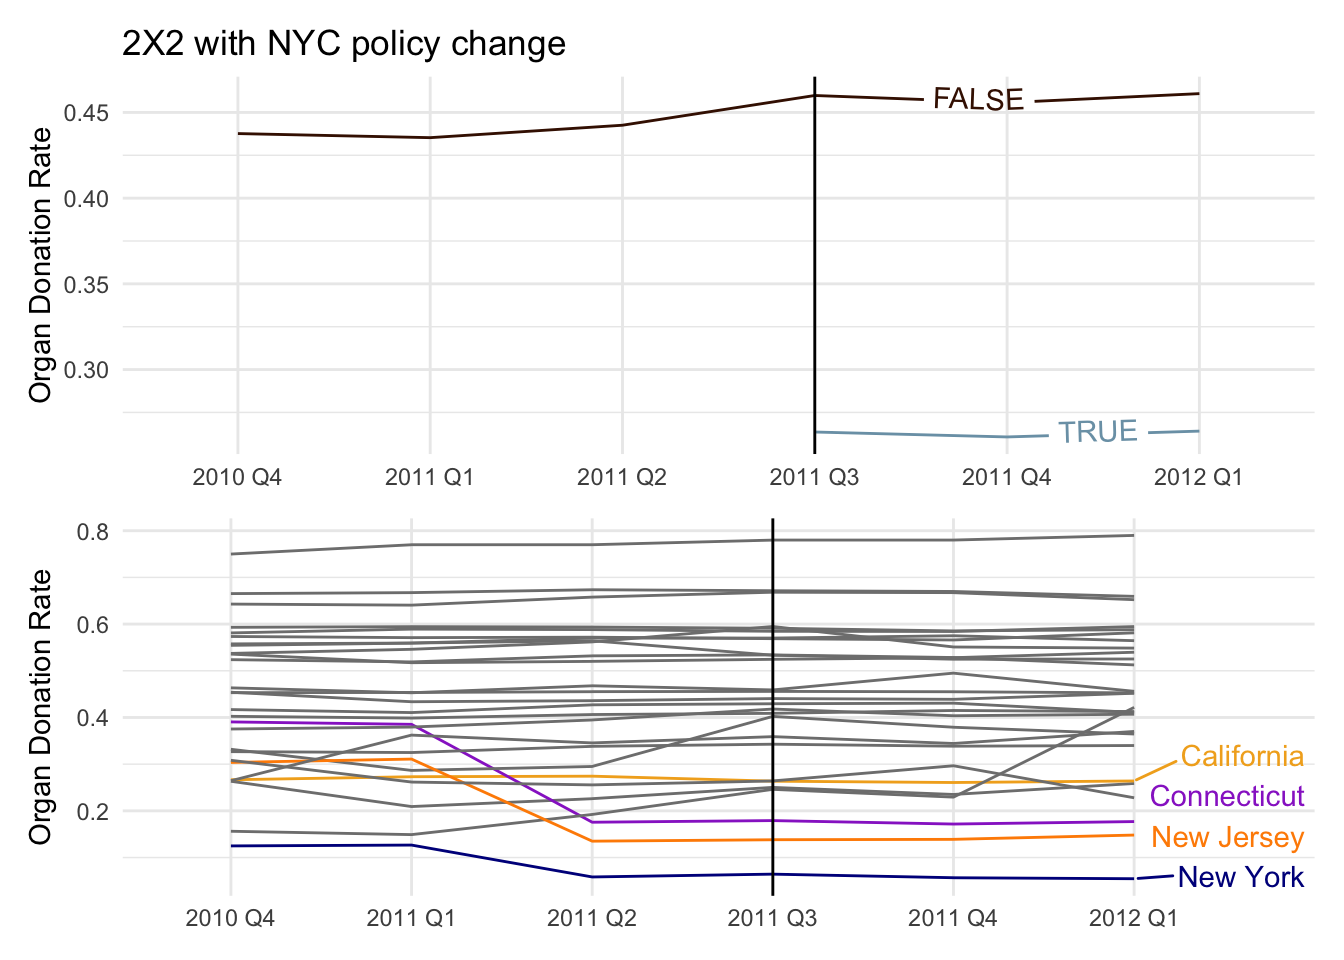 2X2 with NYC policy change
Organ Donation Rate
0.45
0.40
0.35
0.30
FALSE
TRUE
2010 Q4 2011 Q1 2011 Q2 2011 Q3 2011 Q4 2012 Q1
Organ Donation Rate
0.8
0.6
0.4
0.2
California
Connecticut
New Jersey
New York
2010 Q4 2011 Q1 2011 Q2 2011 Q3 2011 Q4 2012 Q1